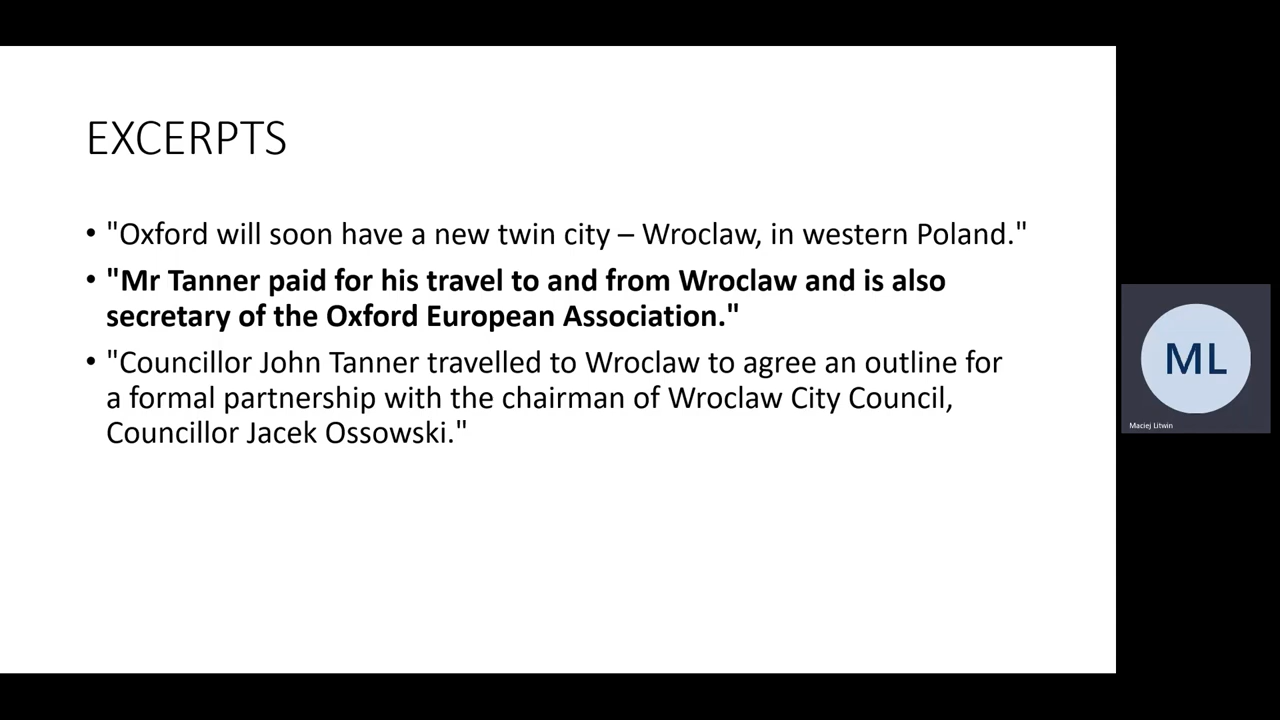 EXCERPTS
• "Oxford will soon have a new twin city – Wroclaw, in western Poland."
• "Mr Tanner paid for his travel to and from Wroclaw and is also
secretary of the Oxford European Association."
• "Councillor John Tanner travelled to Wroclaw to agree an outline for
a formal partnership with the chairman of Wroclaw City Council,
Councillor Jacek Ossowski."
ML
Maciej Litwin